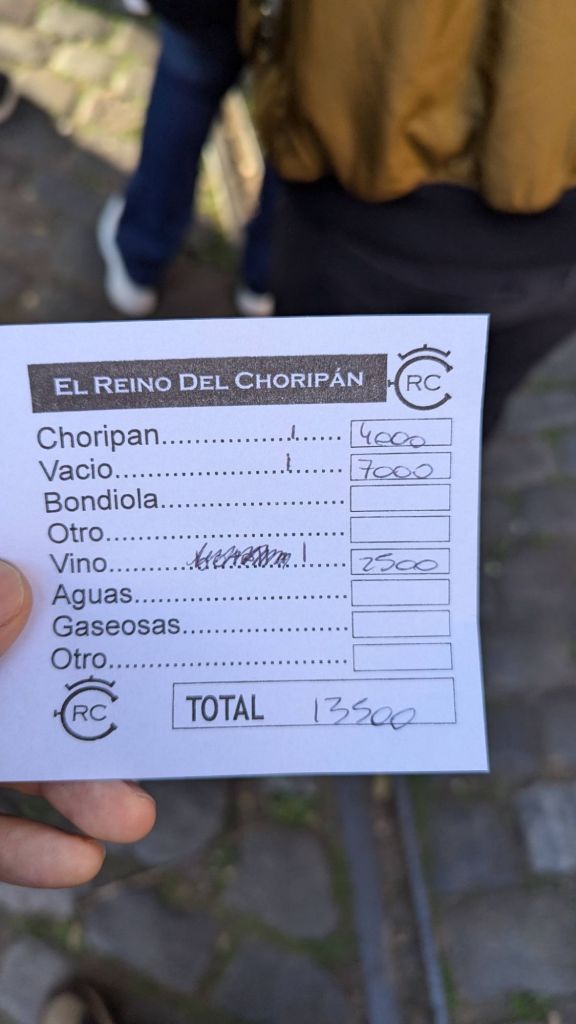 EL REINO DEL CHORIPÁN RC
Choripan....................1...... 4000
Vacio........................1...... 7000
Bondiola............................
Otro..................................
Vino.............................1...... 2500
Aguas................................
Gaseosas..........................
Otro..................................
RC TOTAL 13500